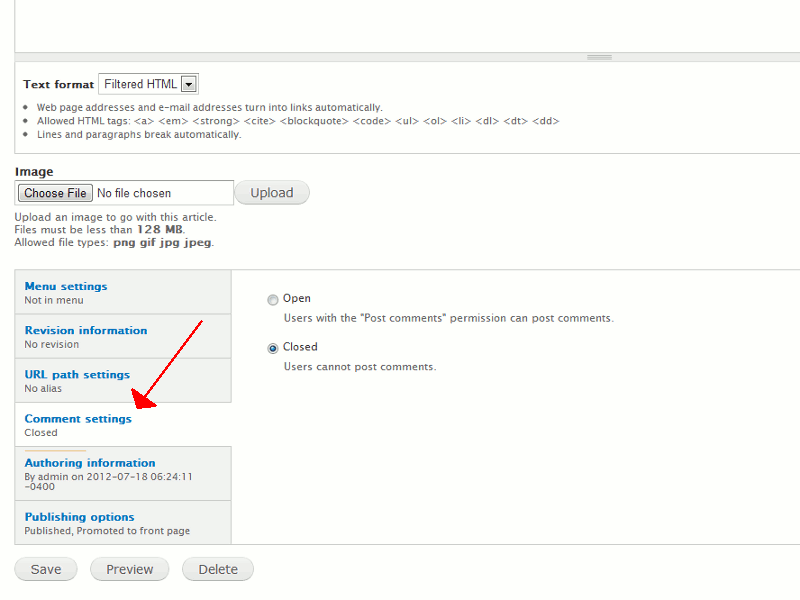 Text format Filtered HTML
Web page addresses and e-mail addresses turn into links automatically.
Allowed HTML tags: <a> <em> <strong> <cite> <blockquote> <code> <ul> <ol> <li> <dl> <dt> <dd>
Lines and paragraphs break automatically.
Image
Choose File No file chosen Upload
Upload an image to go with this article.
Files must be less than 128 MB.
Allowed file types: png gif jpg jpeg.
Menu settings
Not in menu
Revision information
No revision
URL path settings
No alias
Comment settings
Closed
Authoring information
By admin on 2012-07-18 06:24:11
-0400
Publishing options
Published, Promoted to front page
Open
Users with the "Post comments" permission can post comments.
Closed
Users cannot post comments.
Save Preview Delete